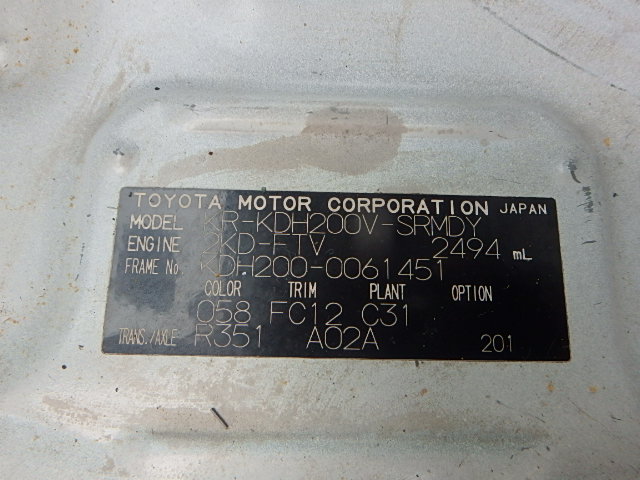 TOYOTA MOTOR CORPORATION JAPAN
MODEL KR-KDH200V-SRMDY
ENGINE 2KD-FTV 2494 mL
FRAME No. KDH200-0061451
COLOR TRIM PLANT OPTION
058 FC12 C31
TRANS./AXLE R351 A02A 201